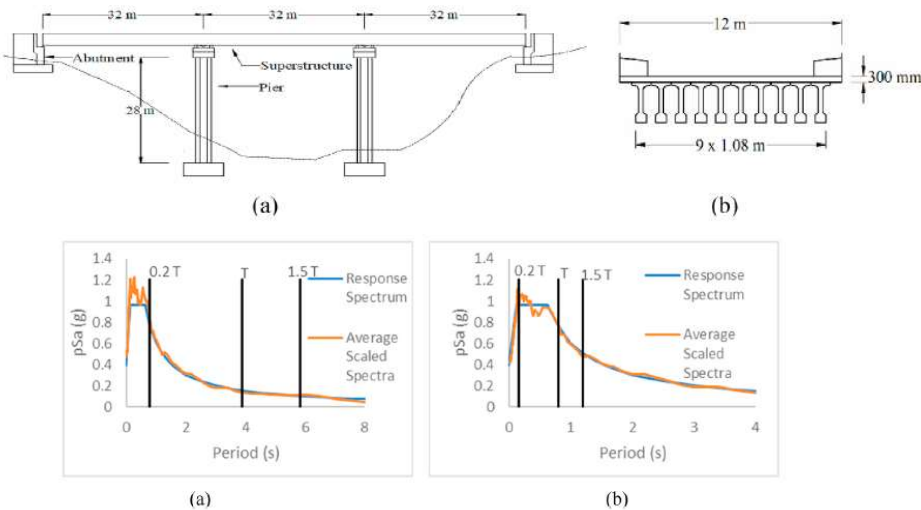 32 m
32 m
32 m
Abutment
Superstructure
Pier
28 m
(a)
12 m
300 mm
9 x 1.08 m
(b)
1.4
1.2
1
0.8
0.6
0.4
0.2
0
pSa (g)
0.2 T
T
1.5 T
Response
Spectrum
Average
Scaled
Spectra
0
2
4
6
8
Period (s)
(a)
1.4
1.2
1
0.8
0.6
0.4
0.2
0
pSa (g)
0.2 T
T
1.5 T
Response
Spectrum
Average
Scaled
Spectra
0
1
2
3
4
Period (s)
(b)